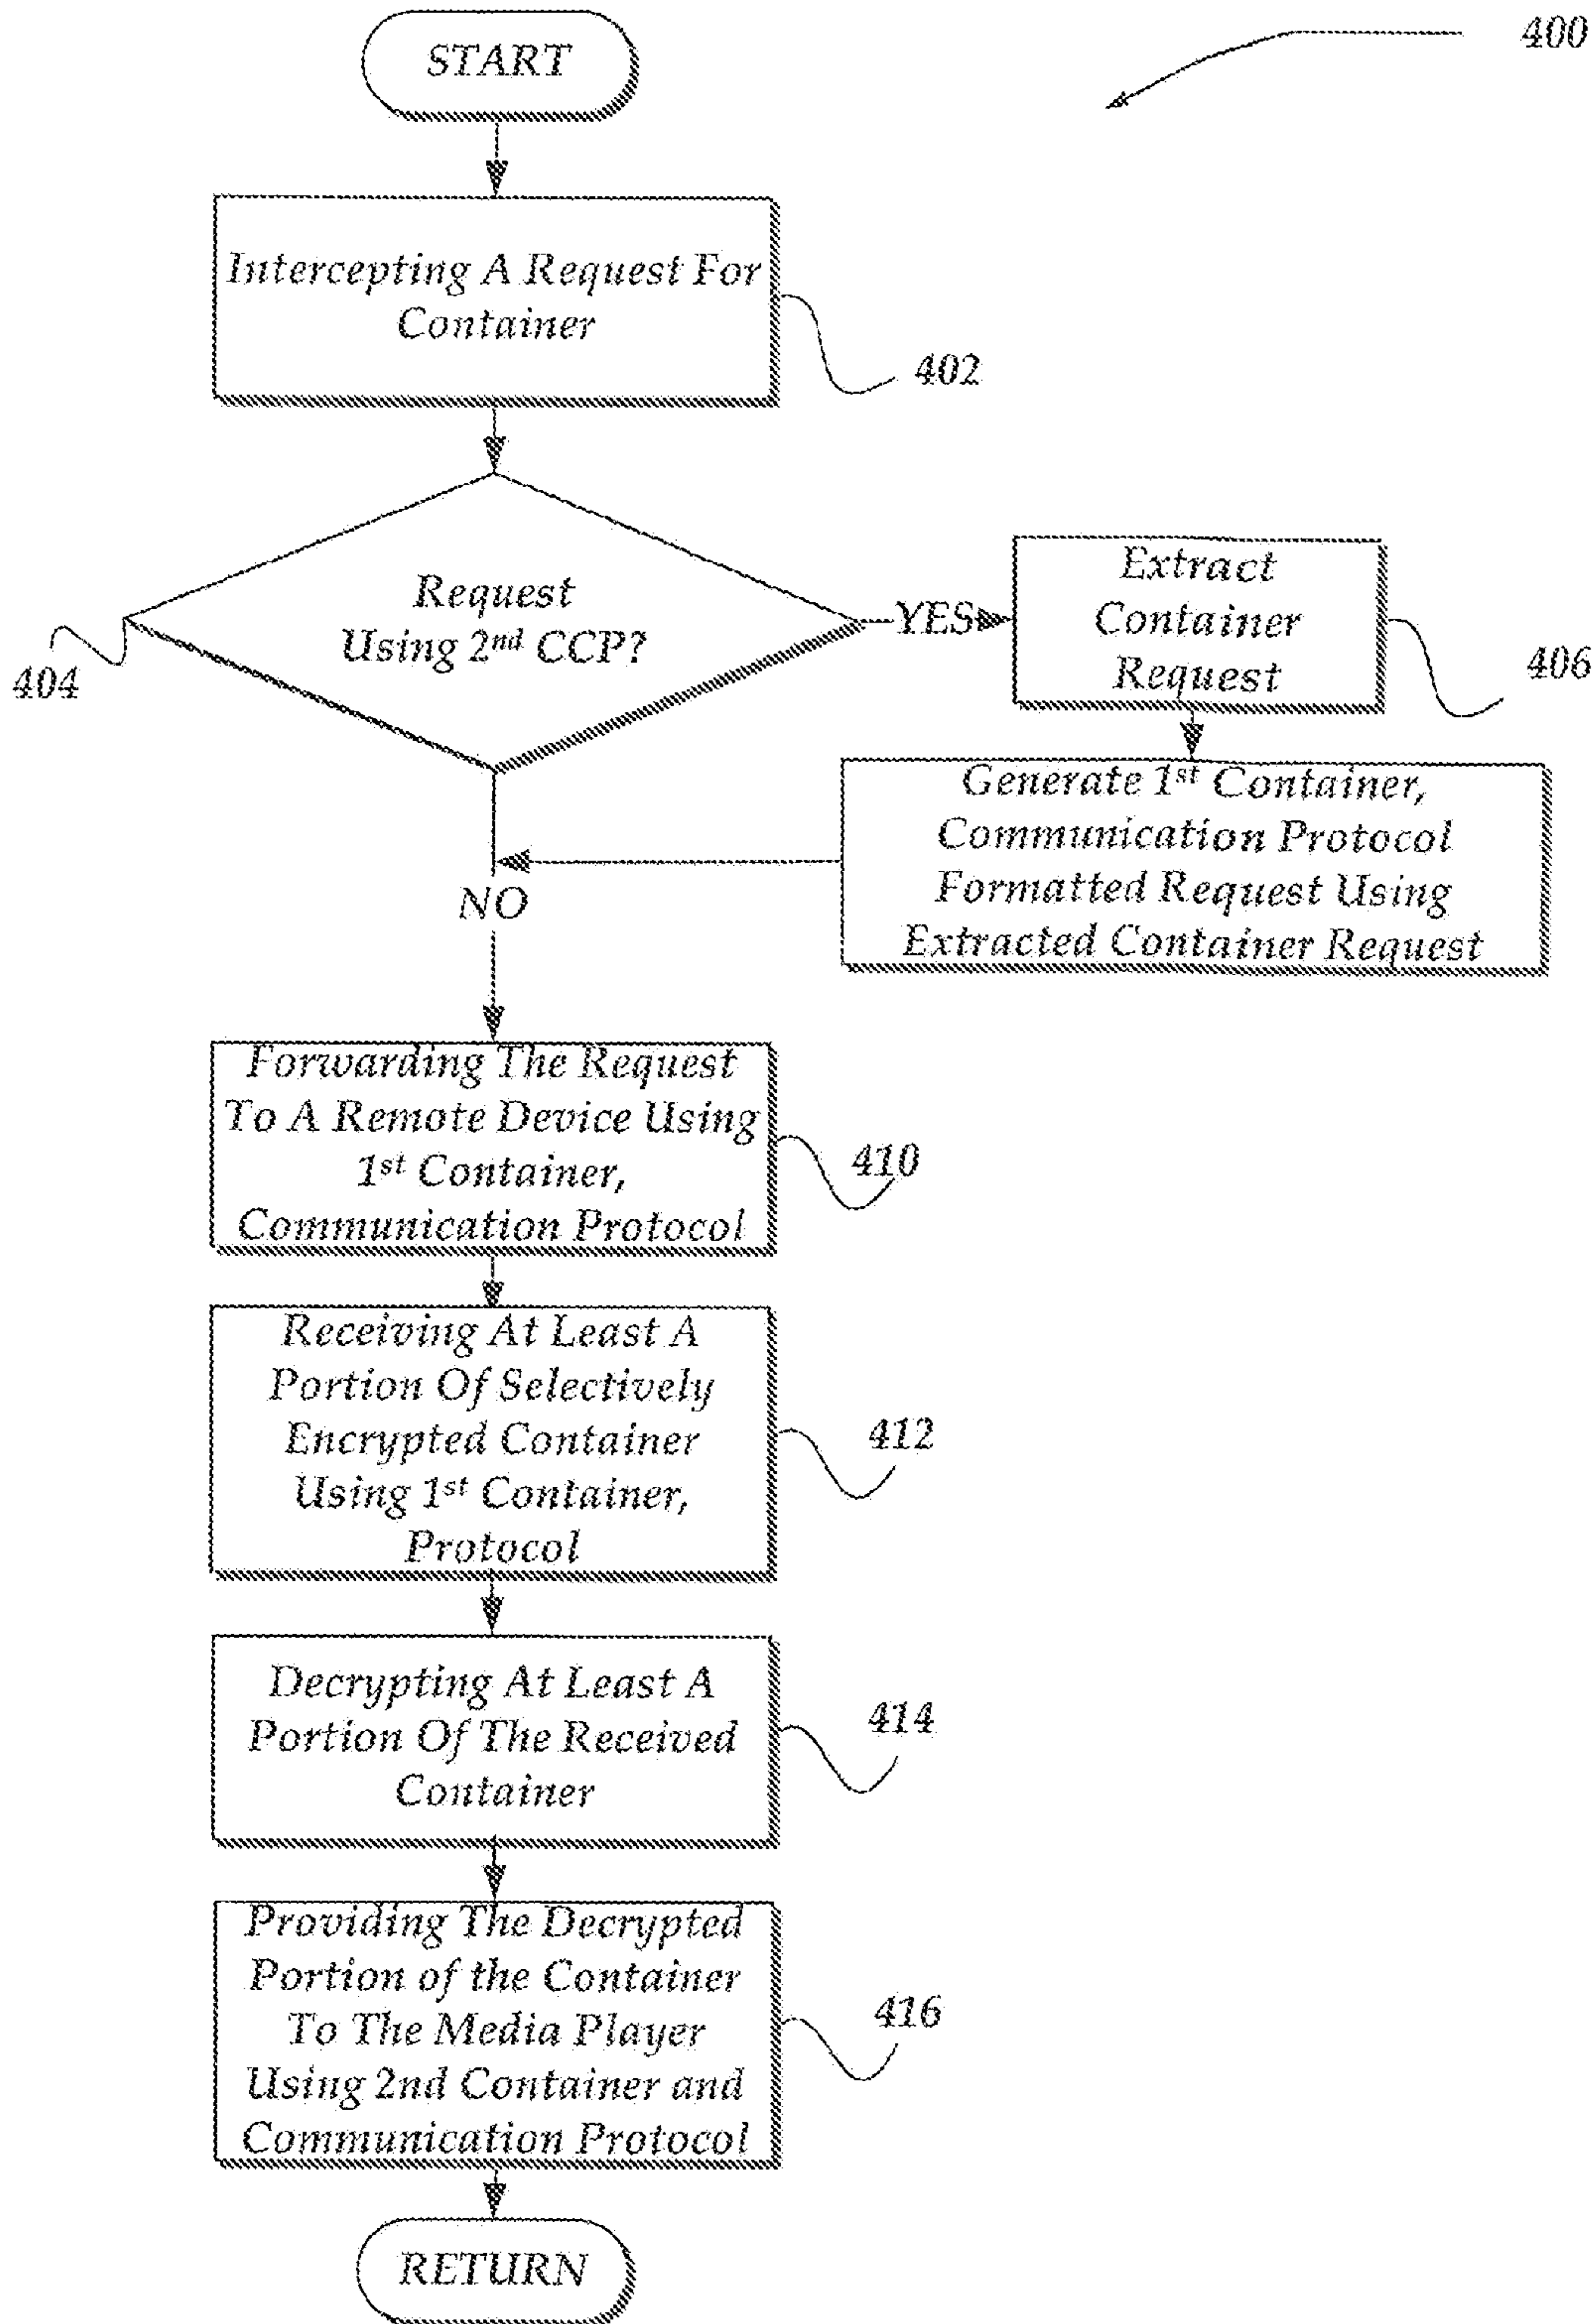 400
START
Intercepting A Request For
Container
402
Request
Using 2nd CCP?
404
YES
Extract
Container
Request
406
Generate 1st Container,
Communication Protocol
Formatted Request Using
Extracted Container Request
NO
Forwarding The Request
To A Remote Device Using
1st Container,
Communication Protocol
410
Receiving At Least A
Portion Of Selectively
Encrypted Container
Using 1st Container,
Protocol
412
Decrypting At Least A
Portion Of The Received
Container
414
Providing The Decrypted
Portion of the Container
To The Media Player
Using 2nd Container and
Communication Protocol
416
RETURN